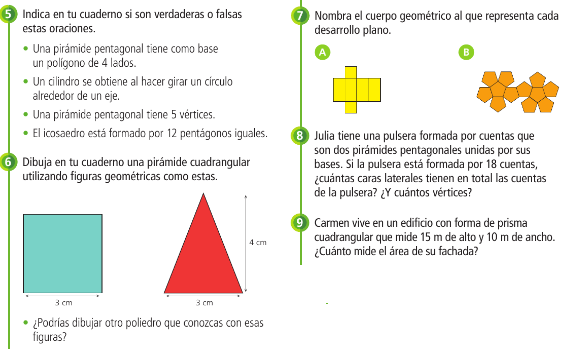 5 Indica en tu cuaderno si son verdaderas o falsas
estas oraciones.
• Una pirámide pentagonal tiene como base
un polígono de 4 lados.
• Un cilindro se obtiene al hacer girar un círculo
alrededor de un eje.
• Una pirámide pentagonal tiene 5 vértices.
• El icosaedro está formado por 12 pentágonos iguales.
6 Dibuja en tu cuaderno una pirámide cuadrangular
utilizando figuras geométricas como estas.
4 cm
3 cm
3 cm
• ¿Podrías dibujar otro poliedro que conozcas con esas
figuras?
7 Nombra el cuerpo geométrico al que representa cada
desarrollo plano.
A
B
8 Julia tiene una pulsera formada por cuentas que
son dos pirámides pentagonales unidas por sus
bases. Si la pulsera está formada por 18 cuentas,
¿cuántas caras laterales tienen en total las cuentas
de la pulsera? ¿Y cuántos vértices?
9 Carmen vive en un edificio con forma de prisma
cuadrangular que mide 15 m de alto y 10 m de ancho.
¿Cuánto mide el área de su fachada?